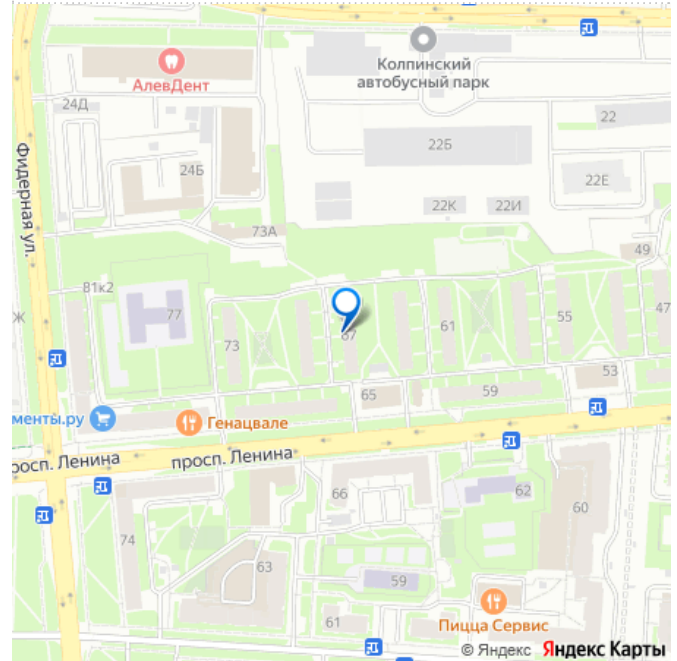 Колпинский
автобусный парк
АлевДент
24Д
22
22Б
24Б
22Е
22К
22И
73А
49
Фидерная ул.
81к2
Ж
77
73
67
61
55
47
53
65
59
менты.ру
Генацвале
росп. Ленина
просп. Ленина
66
62
60
74
63
59
61
Пицца Сервис
© Яндекс Яндекс Карты